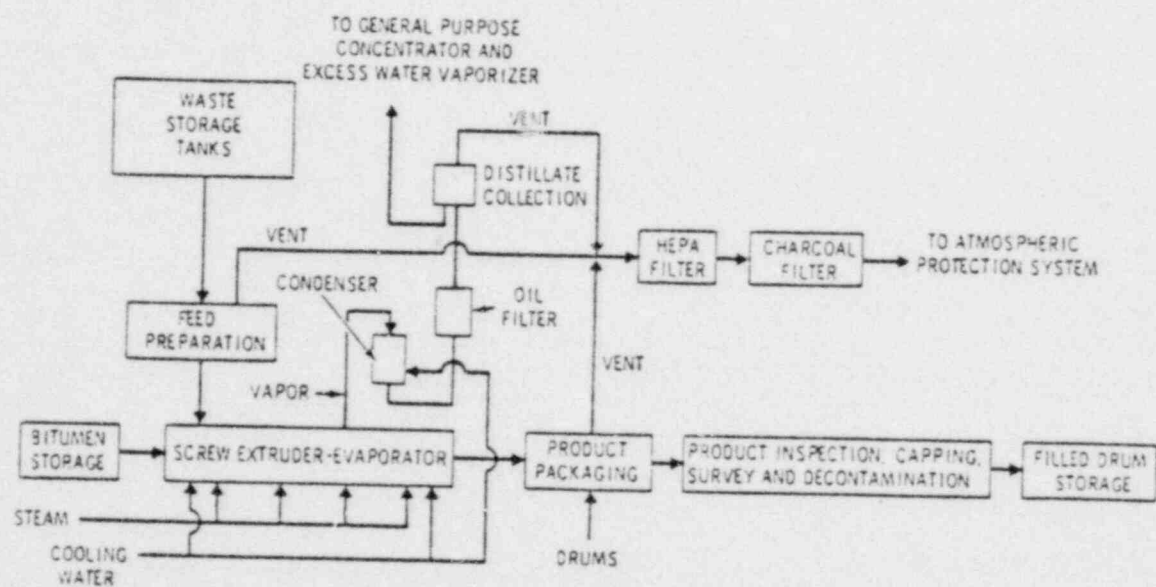 TO GENERAL PURPOSE
CONCENTRATOR AND
EXCESS WATER VAPORIZER
WASTE
STORAGE
TANKS
VENT
DISTILLATE
COLLECTION
VENT
HEPA
FILTER
CHARCOAL
FILTER
TO ATMOSPHERIC
PROTECTION SYSTEM
CONDENSER
OIL
FILTER
FEED
PREPARATION
VENT
VAPOR
BITUMEN
STORAGE
SCREW EXTRUDER-EVAPORATOR
PRODUCT
PACKAGING
PRODUCT INSPECTION, CAPPING,
SURVEY AND DECONTAMINATION
FILLED DRUM
STORAGE
STEAM
COOLING
WATER
DRUMS